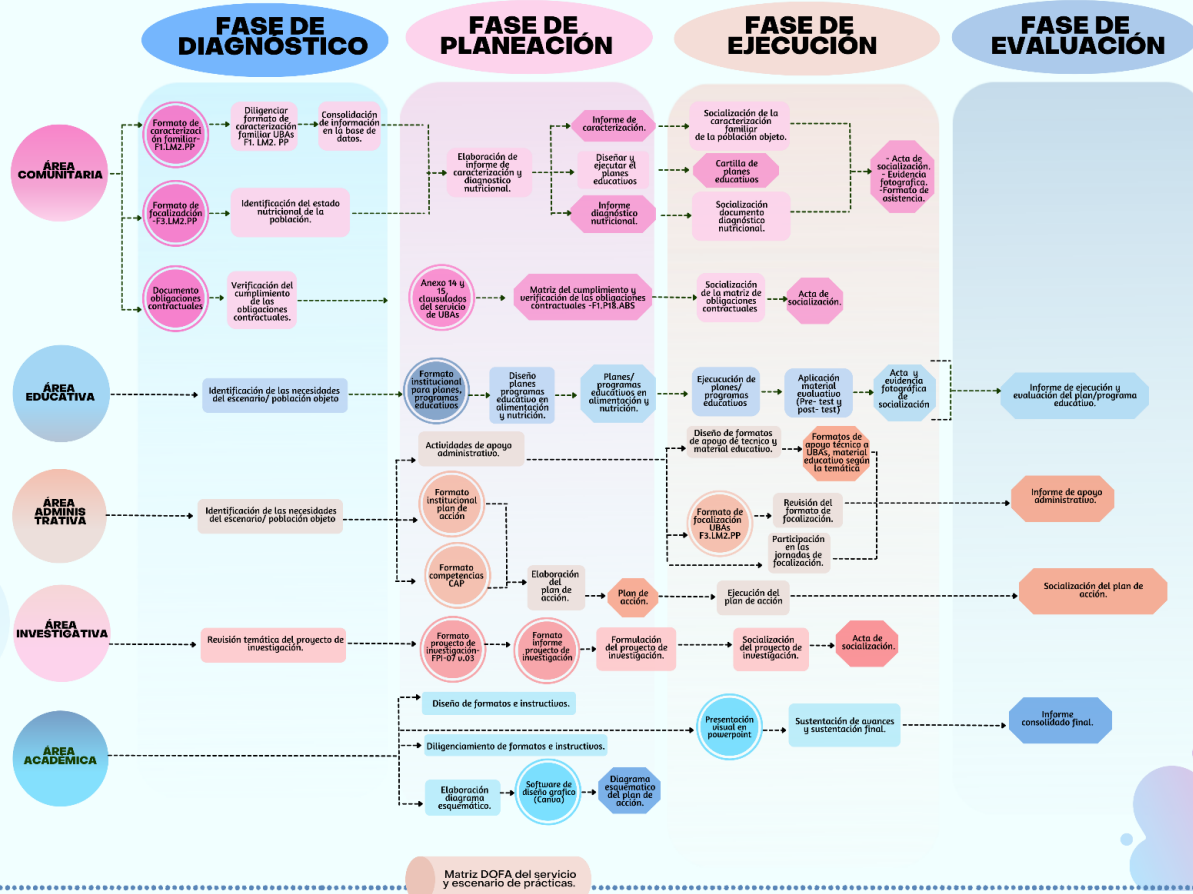 FASE DE
DIAGNÓSTICO
FASE DE
PLANEACIÓN
FASE DE
EJECUCIÓN
FASE DE
EVALUACIÓN
ÁREA
COMUNITARIA
Formato de
caracterizaci
ón familiar-
F1.LM2.PP
Diligenciar
formato de
caracterización
familiar UBAs
F1. LM2. PP
Consolidación
de información
en la base de
datos.
Formato de
focalizadción
-F3.LM2.PP
Identificación del estado
nutricional de la
población.
Elaboración de
informe de
caracterización y
diagnostico
nutricional.
Informe de
caracterización.
Diseñar y
ejecutar el
planes
educativos
Informe
diagnóstico
nutricional.
Socialización de la
caracterización
familiar
de la población objeto.
Cartilla de
planes
educativos
Socialización
documento
diagnóstico
nutricional.
- Acta de
socialización.
- Evidencia
fotografica.
-Formato de
asistencia.
Documento
obligaciones
contractuales
Verificación del
cumplimiento
de las
obligaciones
contractuales.
Anexo 14 y
15,
clausulados
del servicio
de UBAs
Matriz del cumplimiento y
verificación de las obligaciones
contractuales -F1.P18.ABS
Socialización
de la matriz de
obligaciones
contractuales
Acta de
socialización.
ÁREA
EDUCATIVA
Identificación de las necesidades
del escenario/ población objeto
Formato
institucional
para planes,
programas
educativos
Diseño
planes
programas
educativo en
alimentación
y nutrición.
Planes/
programas
educativos en
alimentación y
nutrición.
Ejecucución de
planes/
programas
educativos
Aplicación
material
evaluativo
(Pre- test y
post- test)
Acta y
evidencia
fotográfica
de
socialización
Informe de ejecución y
evaluación del plan/programa
educativo.
ÁREA
ADMINIS
TRATIVA
Identificación de las necesidades
del escenario/ población objeto
Actividades de apoyo
administrativo.
Formato
institucional
plan de
acción
Formato
competencias
CAP
Elaboración
del
plan de
acción.
Plan de
acción.
Diseño de formatos
de apoyo de tecnico y
material educativo.
Formatos de
apoyo técnico a
UBAs, material
educativo según
la temática
Formato de
focalización
UBAs
F3.LM2.PP
Revisión del
formato de
focalización.
Participación
en las
jornadas de
focalización.
Ejecución del
plan de acción
Informe de apoyo
administrativo.
Socialización del plan de
acción.
ÁREA
INVESTIGATIVA
Revisión temática del proyecto de
investigación.
Formato
proyecto de
investigación-
FPI-07 v.03
Fromato
informe
proyecto de
investigación
Formulación
del proyecto de
investigación.
Socialización
del proyecto de
investigación.
Acta de
socialización.
ÁREA
ACADÉMICA
Diseño de formatos e instructivos.
Diligenciamiento de formatos e instructivos.
Elaboración
diagrama
esquemático.
Software de
diseño grafico
(Canva)
Diagrama
esquemático
del plan de
acción.
Presentación
visual en
powerpoint
Sustentación de avances
y sustentación final.
Informe
consolidado final.
Matriz DOFA del servicio
y escenario de prácticas.